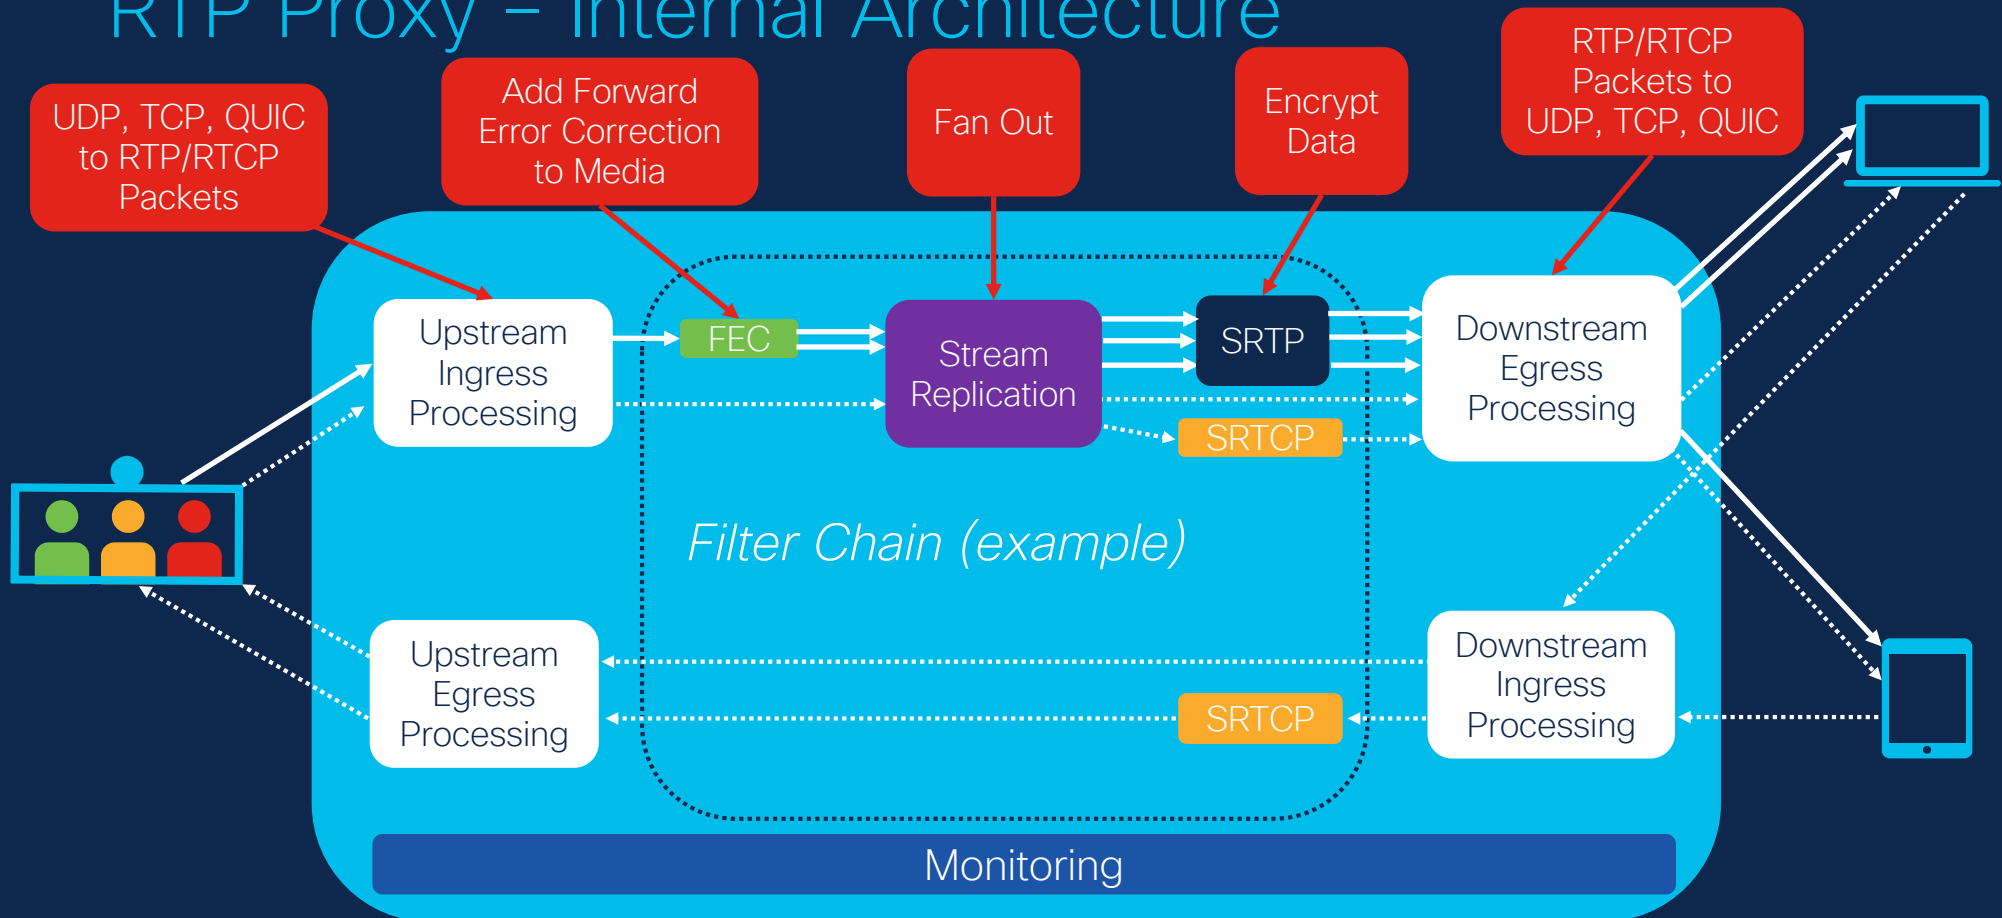 RTP Proxy – Internal Architecture
UDP, TCP, QUIC
to RTP/RTCP
Packets
Add Forward
Error Correction
to Media
Fan Out
Encrypt
Data
RTP/RTCP
Packets to
UDP, TCP, QUIC
Upstream
Ingress
Processing
FEC
Stream
Replication
SRTP
SRTCP
Downstream
Egress
Processing
Filter Chain (example)
Upstream
Egress
Processing
SRTCP
Downstream
Ingress
Processing
Monitoring